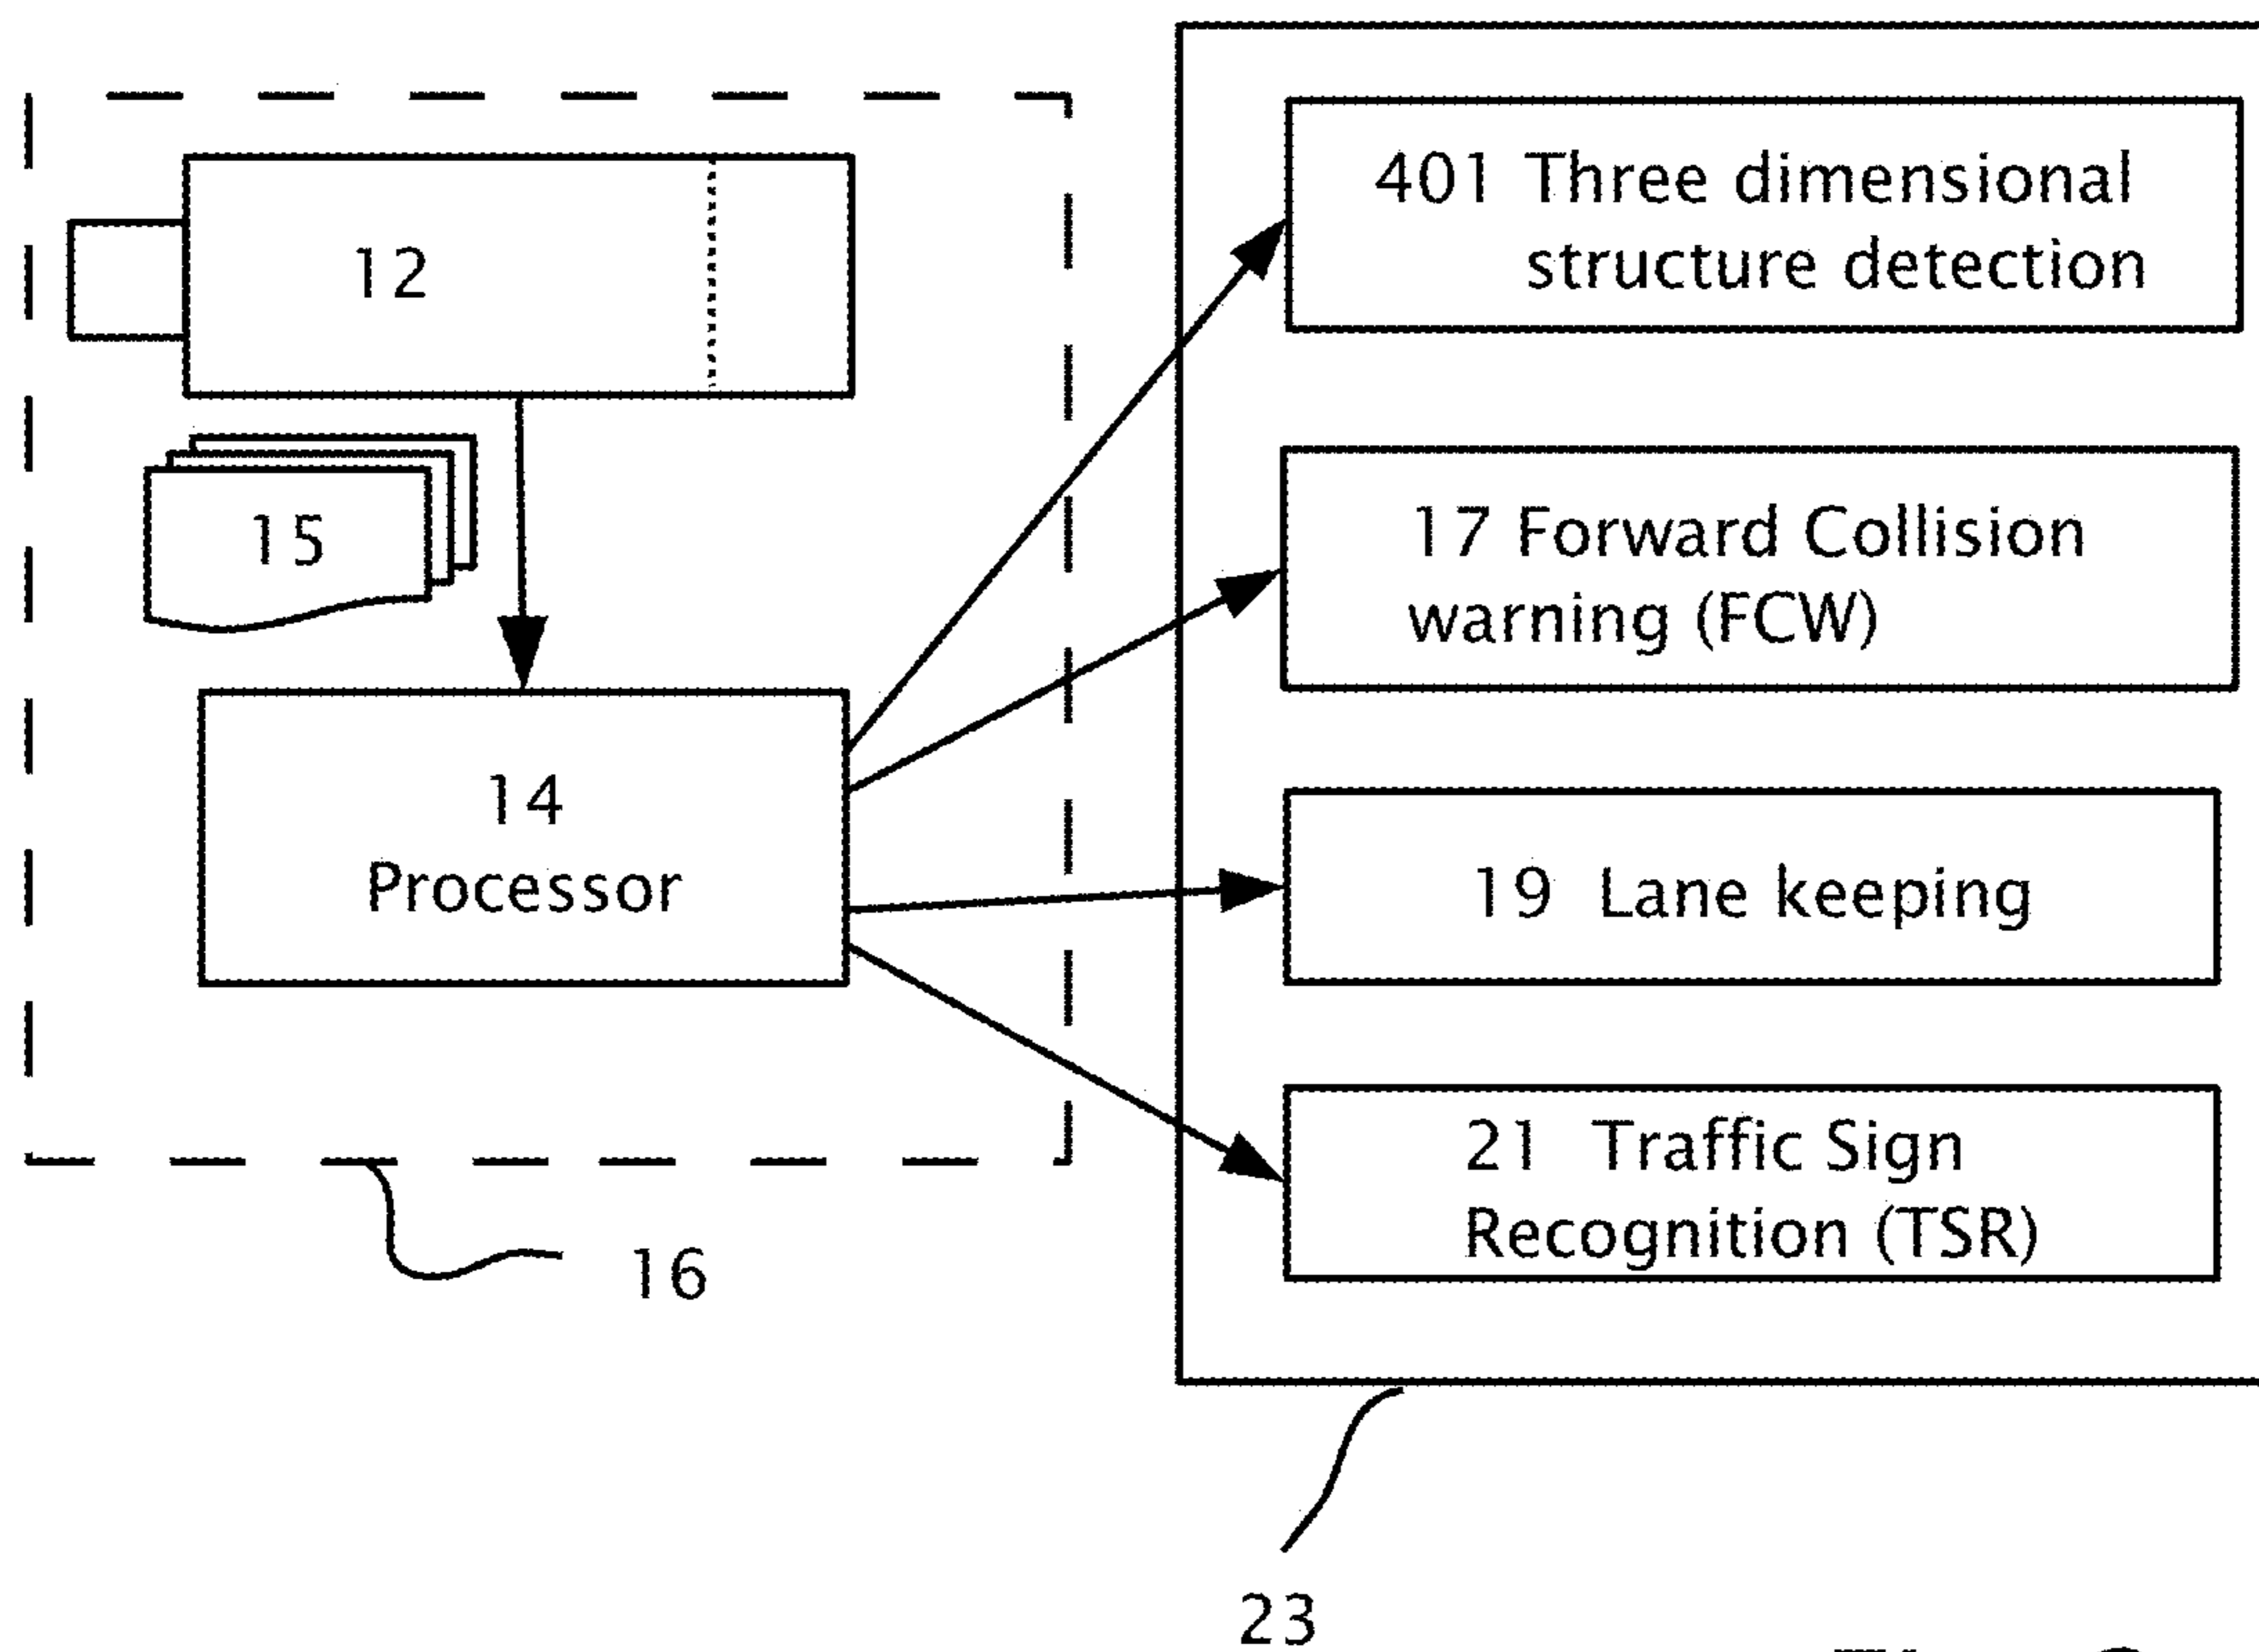 12
15
14
Processor
16
401 Three dimensional
structure detection
17 Forward Collision
warning (FCW)
19 Lane keeping
21 Traffic Sign
Recognition (TSR)
23